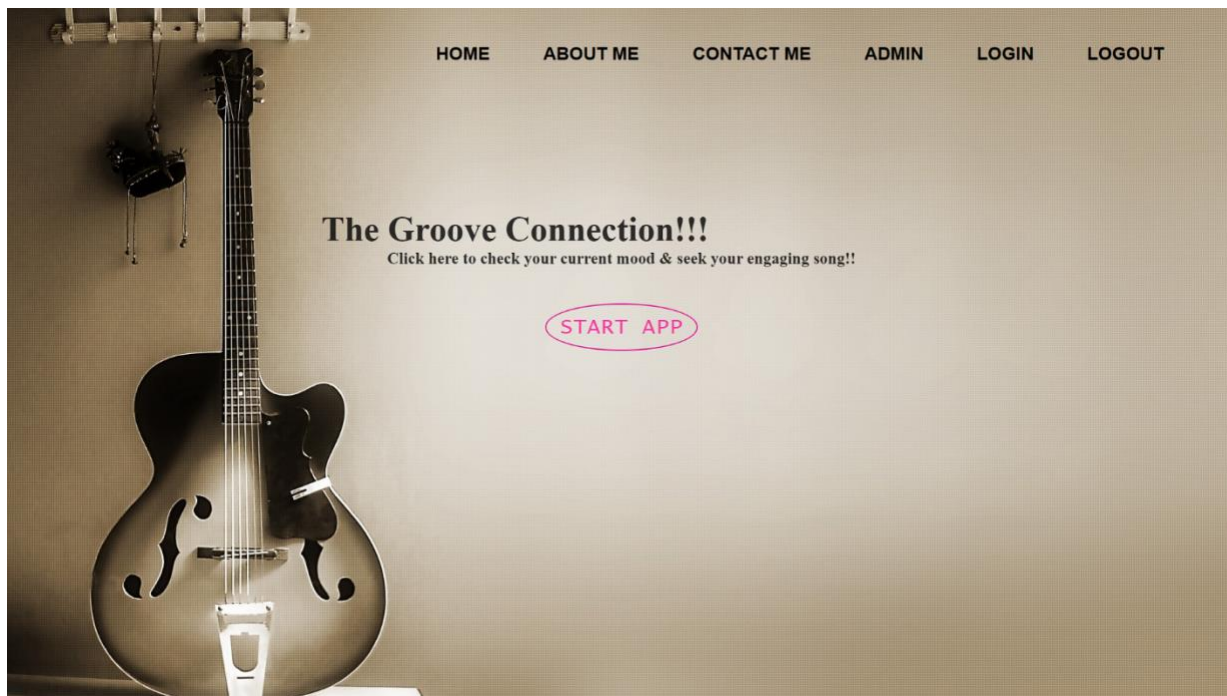 HOME ABOUT ME CONTACT ME ADMIN LOGIN LOGOUT
The Groove Connection!!!
Click here to check your current mood & seek your engaging song!!
START APP